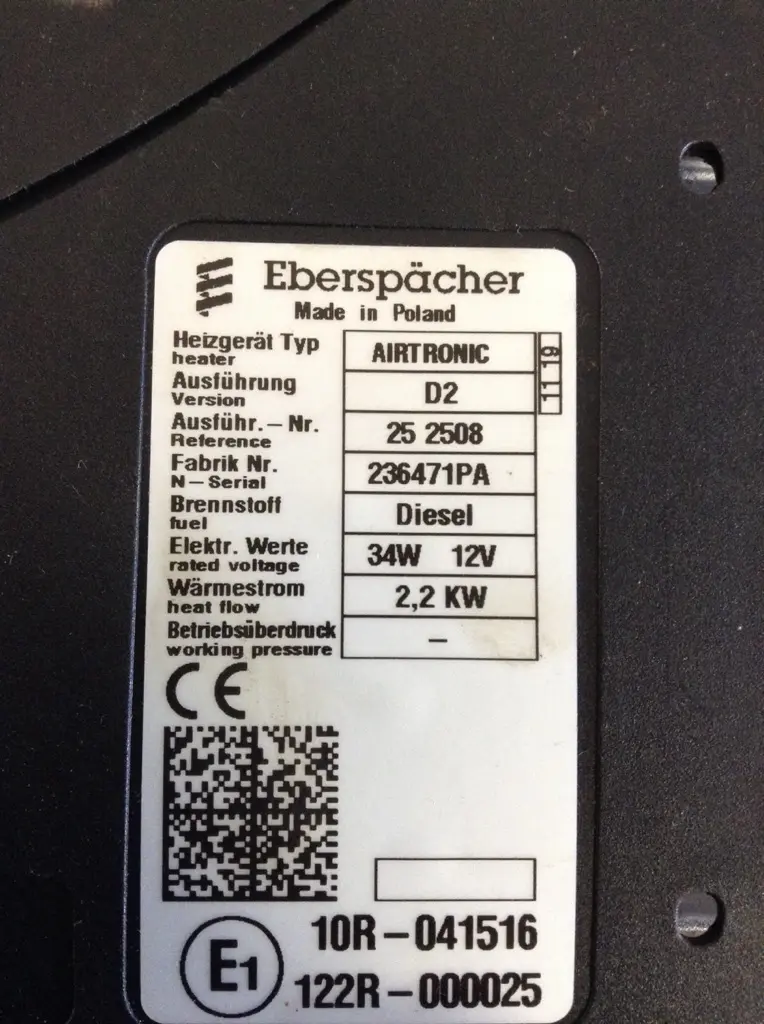 Eberspächer
Made in Poland
Heizgerät Typ
heater
AIRTRONIC
11 19
Ausführung
Version
D2
Ausführ.-Nr.
Reference
25 2508
Fabrik Nr.
N-Serial
236471PA
Brennstoff
fuel
Diesel
Elektr. Werte
rated voltage
34W 12V
Wärmestrom
heat flow
2,2 KW
Betriebsüberdruck
working pressure
–
CE
E1
10R-041516
122R-000025